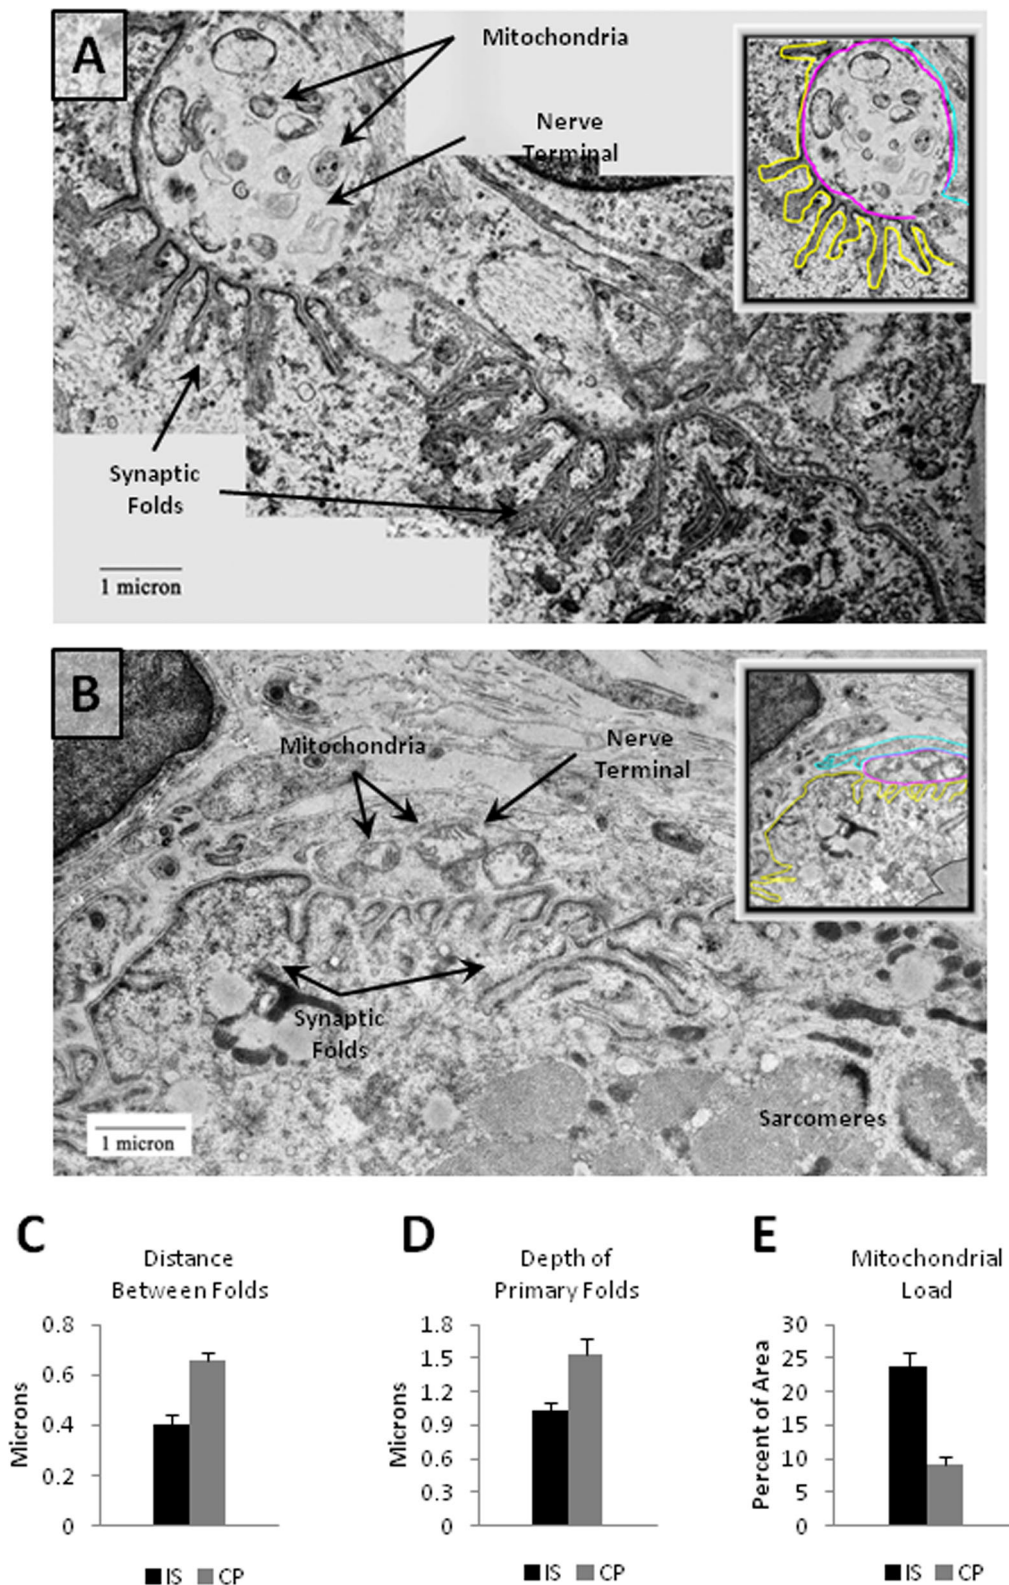 A
Mitochondria
Nerve
Terminal
Synaptic
Folds
1 micron
B
Mitochondria
Nerve
Terminal
Synaptic
Folds
Sarcomeres
1 micron
C
Distance
Between Folds
Microns
0.8
0.6
0.4
0.2
0
IS CP
D
Depth of
Primary Folds
Microns
1.8
1.5
1.2
0.9
0.6
0.3
0
IS CP
E
Mitochondrial
Load
Percent of Area
30
25
20
15
10
5
0
IS CP